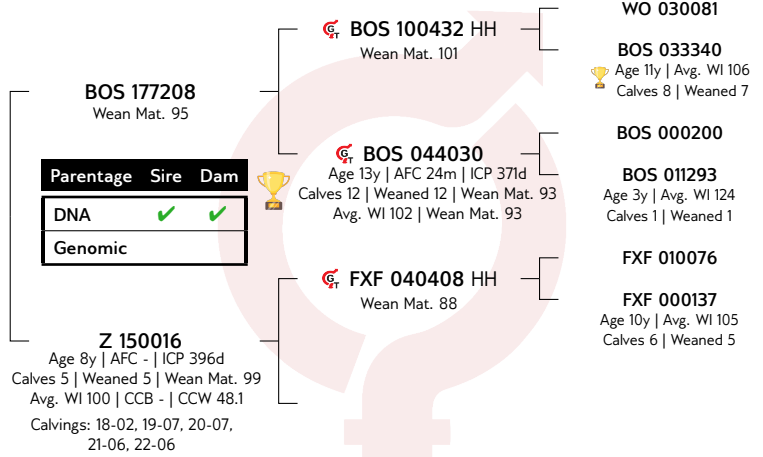 BOS 177208
Wean Mat. 95
Parentage Sire Dam
DNA ✔ ✔
Genomic
Z 150016
Age 8y | AFC - | ICP 396d
Calves 5 | Weaned 5 | Wean Mat. 99
Avg. WI 100 | CCB - | CCW 48.1
Calvings: 18-02, 19-07, 20-07,
21-06, 22-06
GT BOS 100432 HH
Wean Mat. 101
GT BOS 044030
Age 13y | AFC 24m | ICP 371d
Calves 12 | Weaned 12 | Wean Mat. 93
Avg. WI 102 | Wean Mat. 93
GT FXF 040408 HH
Wean Mat. 88
WO 030081
BOS 033340
Age 11y | Avg. WI 106
Calves 8 | Weaned 7
BOS 000200
BOS 011293
Age 3y | Avg. WI 124
Calves 1 | Weaned 1
FXF 010076
FXF 000137
Age 10y | Avg. WI 105
Calves 6 | Weaned 5